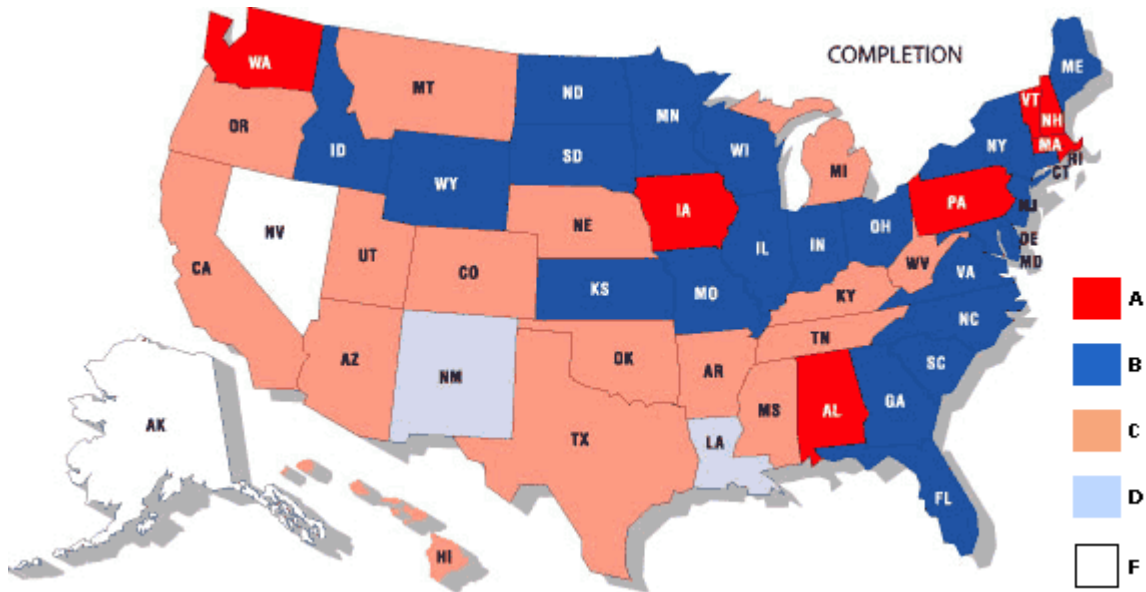 COMPLETION
WA
MT
ND
MN
ME
VT
NH
OR
ID
SD
WI
NY
MA
RI
WY
MI
CT
IA
PA
NE
NJ
NV
OH
IL
IN
DE
UT
CO
WV
MD
CA
VA
KS
MO
KY
NC
TN
AZ
OK
AR
SC
NM
MS
AL
GA
AK
TX
LA
FL
HI
A
B
C
D
F